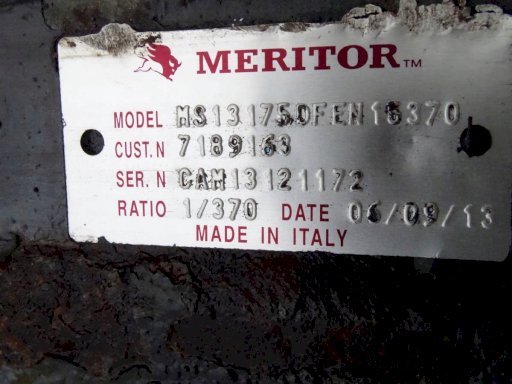 MERITOR™
MODEL MS131750FEN16370
CUST.N 7189163
SER. N CAM13121172
RATIO 1/370 DATE 06/09/13
MADE IN ITALY